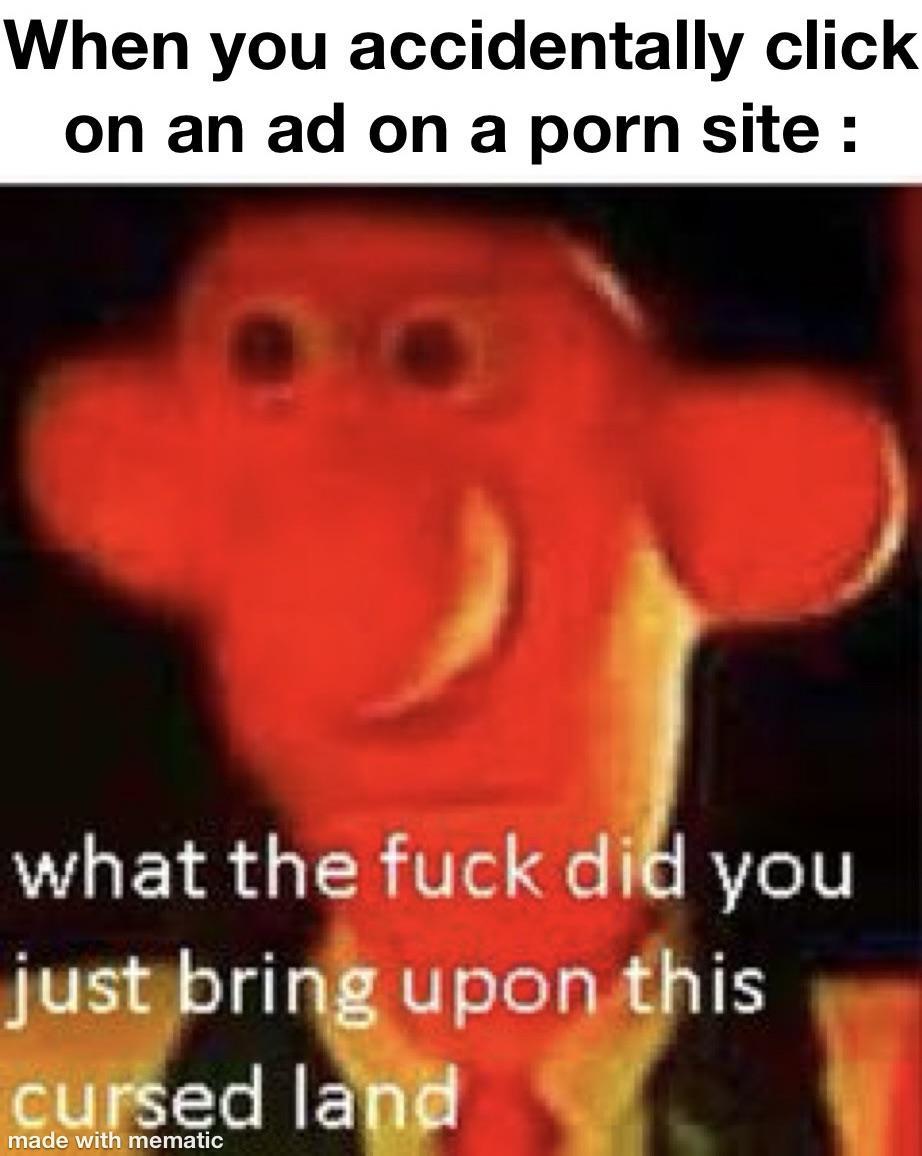 When you accidentally click
on an ad on a porn site :
what the fuck did you
just bring upon this
cursed land
made with mematic